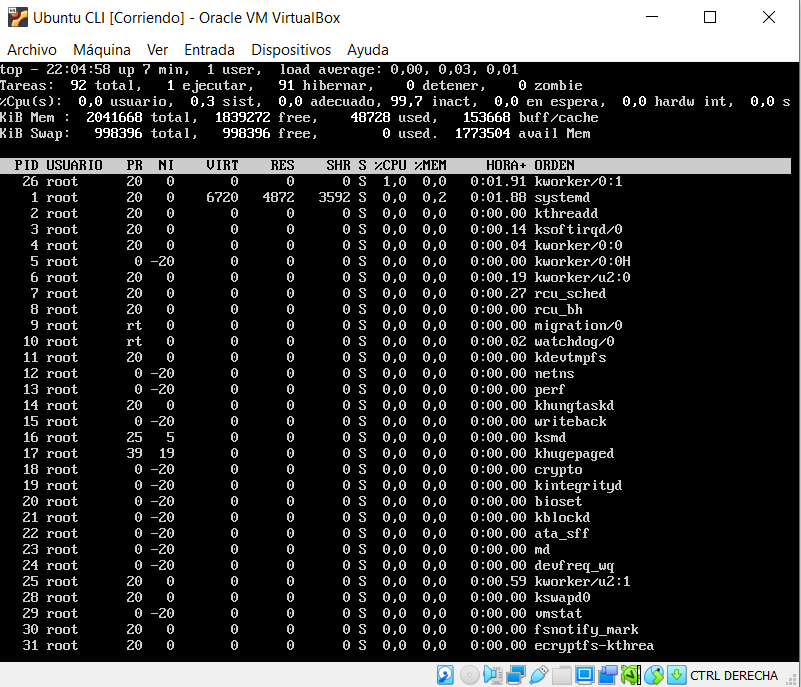 Ubuntu CLI [Corriendo] - Oracle VM VirtualBox
Archivo Máquina Ver Entrada Dispositivos Ayuda
top - 22:04:58 up 7 min, 1 user, load average: 0,00, 0,03, 0,01
Tareas: 92 total, 1 ejecutar, 91 hibernar, 0 detener, 0 zombie
%Cpu(s): 0,0 usuario, 0,3 sist, 0,0 adecuado, 99,7 inact, 0,0 en espera, 0,0 hardw int, 0,0 s
KiB Mem : 2041668 total, 1839272 free, 48728 used, 153668 buff/cache
KiB Swap: 998396 total, 998396 free, 0 used. 1773504 avail Mem
PID USUARIO PR NI VIRT RES SHR S %CPU %MEM HORA+ ORDEN
26 root 20 0 0 0 0 S 1,0 0,0 0:01.91 kworker/0:1
1 root 20 0 6720 4872 3592 S 0,0 0,2 0:01.88 systemd
2 root 20 0 0 0 0 S 0,0 0,0 0:00.00 kthreadd
3 root 20 0 0 0 0 S 0,0 0,0 0:00.14 ksoftirqd/0
4 root 20 0 0 0 0 S 0,0 0,0 0:00.04 kworker/0:0
5 root 0 -20 0 0 0 S 0,0 0,0 0:00.00 kworker/0:0H
6 root 20 0 0 0 0 S 0,0 0,0 0:00.19 kworker/u2:0
7 root 20 0 0 0 0 S 0,0 0,0 0:00.27 rcu_sched
8 root 20 0 0 0 0 S 0,0 0,0 0:00.00 rcu_bh
9 root rt 0 0 0 0 S 0,0 0,0 0:00.00 migration/0
10 root rt 0 0 0 0 S 0,0 0,0 0:00.02 watchdog/0
11 root 20 0 0 0 0 S 0,0 0,0 0:00.00 kdevtmpfs
12 root 0 -20 0 0 0 S 0,0 0,0 0:00.00 netns
13 root 0 -20 0 0 0 S 0,0 0,0 0:00.00 perf
14 root 20 0 0 0 0 S 0,0 0,0 0:00.00 khungtaskd
15 root 0 -20 0 0 0 S 0,0 0,0 0:00.00 writeback
16 root 25 5 0 0 0 S 0,0 0,0 0:00.00 ksmd
17 root 39 19 0 0 0 S 0,0 0,0 0:00.00 khugepaged
18 root 0 -20 0 0 0 S 0,0 0,0 0:00.00 crypto
19 root 0 -20 0 0 0 S 0,0 0,0 0:00.00 kintegrityd
20 root 0 -20 0 0 0 S 0,0 0,0 0:00.00 bioset
21 root 0 -20 0 0 0 S 0,0 0,0 0:00.00 kblockd
22 root 0 -20 0 0 0 S 0,0 0,0 0:00.00 ata_sff
23 root 0 -20 0 0 0 S 0,0 0,0 0:00.00 md
24 root 0 -20 0 0 0 S 0,0 0,0 0:00.00 devfreq_wq
25 root 20 0 0 0 0 S 0,0 0,0 0:00.59 kworker/u2:1
28 root 20 0 0 0 0 S 0,0 0,0 0:00.00 kswapd0
29 root 0 -20 0 0 0 S 0,0 0,0 0:00.00 vmstat
30 root 20 0 0 0 0 S 0,0 0,0 0:00.00 fsnotify_mark
31 root 20 0 0 0 0 S 0,0 0,0 0:00.00 ecryptfs-kthrea
CTRL DERECHA